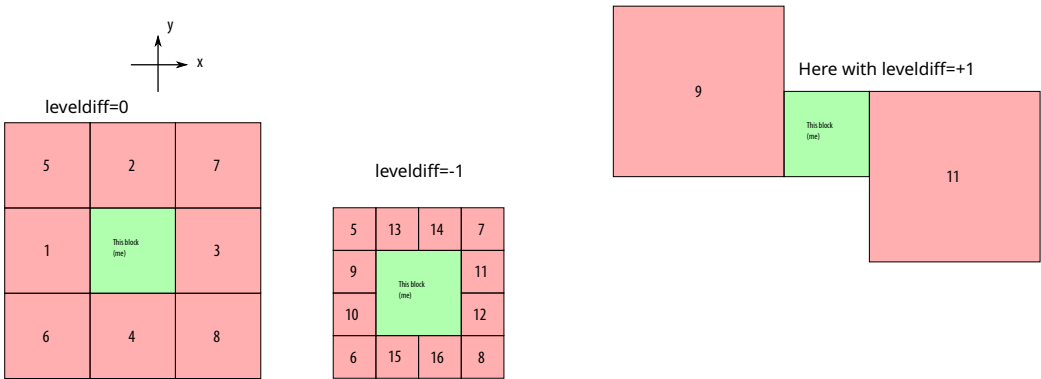 y
x
leveldiff=0
5 2 7
1 This block 3
(me)
6 4 8
leveldiff=-1
5 13 14 7
9 This block 11
(me)
10 12
6 15 16 8
Here with leveldiff=+1
9
This block
(me)
11